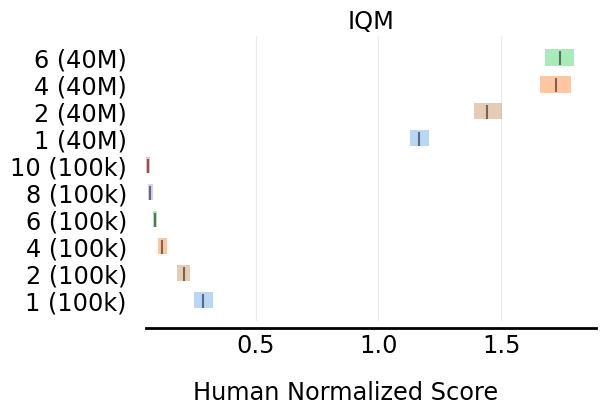 IQM
6 (40M)
4 (40M)
2 (40M)
1 (40M)
10 (100k)
8 (100k)
6 (100k)
4 (100k)
2 (100k)
1 (100k)
0.5 1.0 1.5
Human Normalized Score